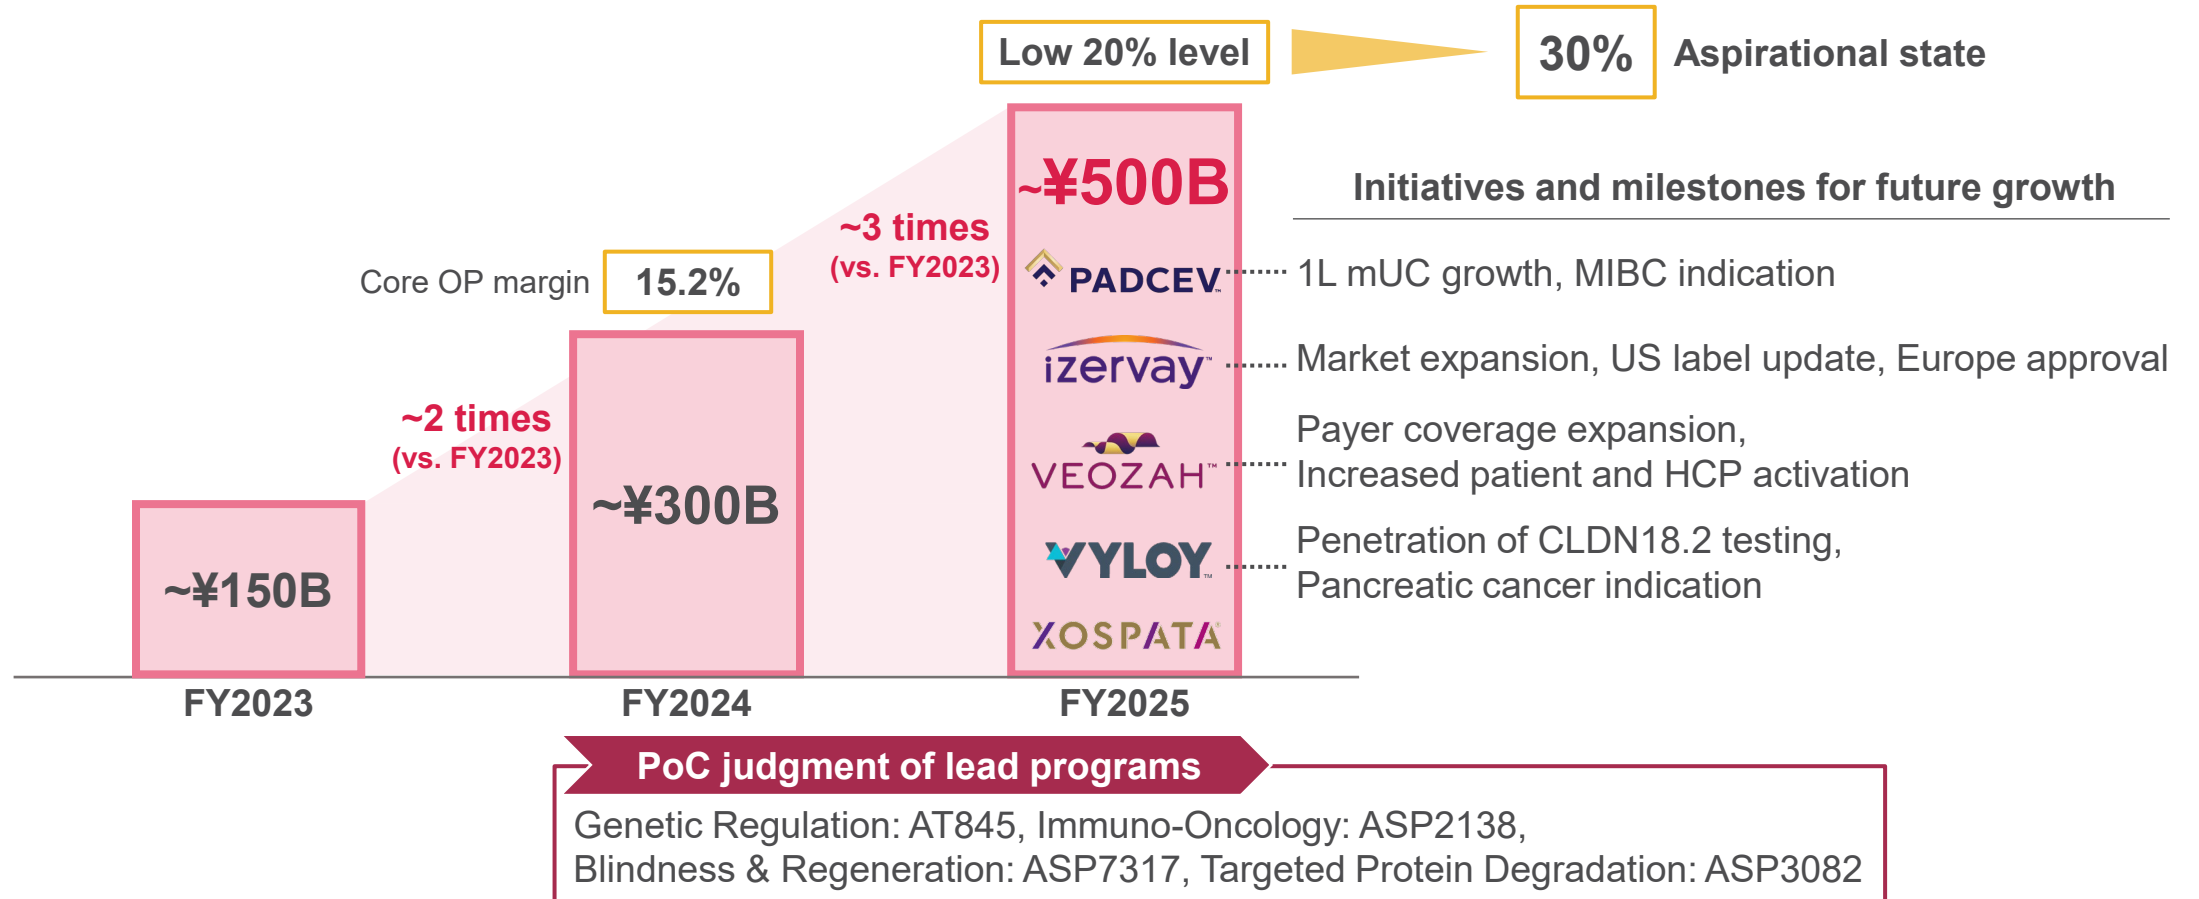 Low 20% level
30% Aspirational state
~¥500B
Initiatives and milestones for future growth
~3 times
(vs. FY2023)
Core OP margin 15.2%
PADCEV™
1L mUC growth, MIBC indication
izervay™
Market expansion, US label update, Europe approval
~2 times
(vs. FY2023)
VEOZAH™
Payer coverage expansion,
Increased patient and HCP activation
~¥300B
VYLOY™
Penetration of CLDN18.2 testing,
Pancreatic cancer indication
~¥150B
XOSPATA®
FY2023 FY2024 FY2025
PoC judgment of lead programs
Genetic Regulation: AT845, Immuno-Oncology: ASP2138,
Blindness & Regeneration: ASP7317, Targeted Protein Degradation: ASP3082